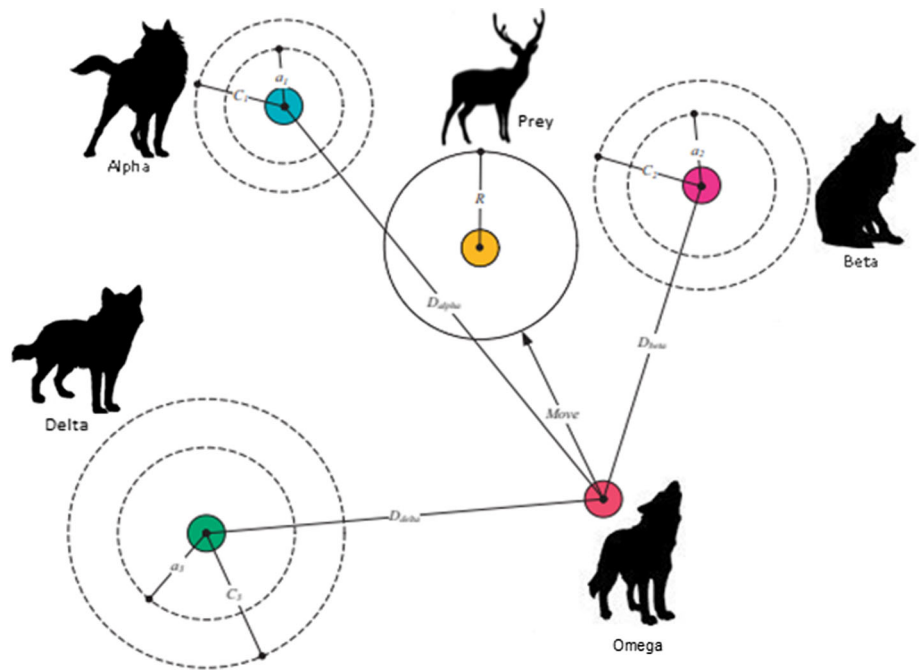 Alpha
a1
C1
Prey
R
a2
C2
Beta
Dalpha
Dbeta
Delta
Move
Ddelta
a3
C3
Omega